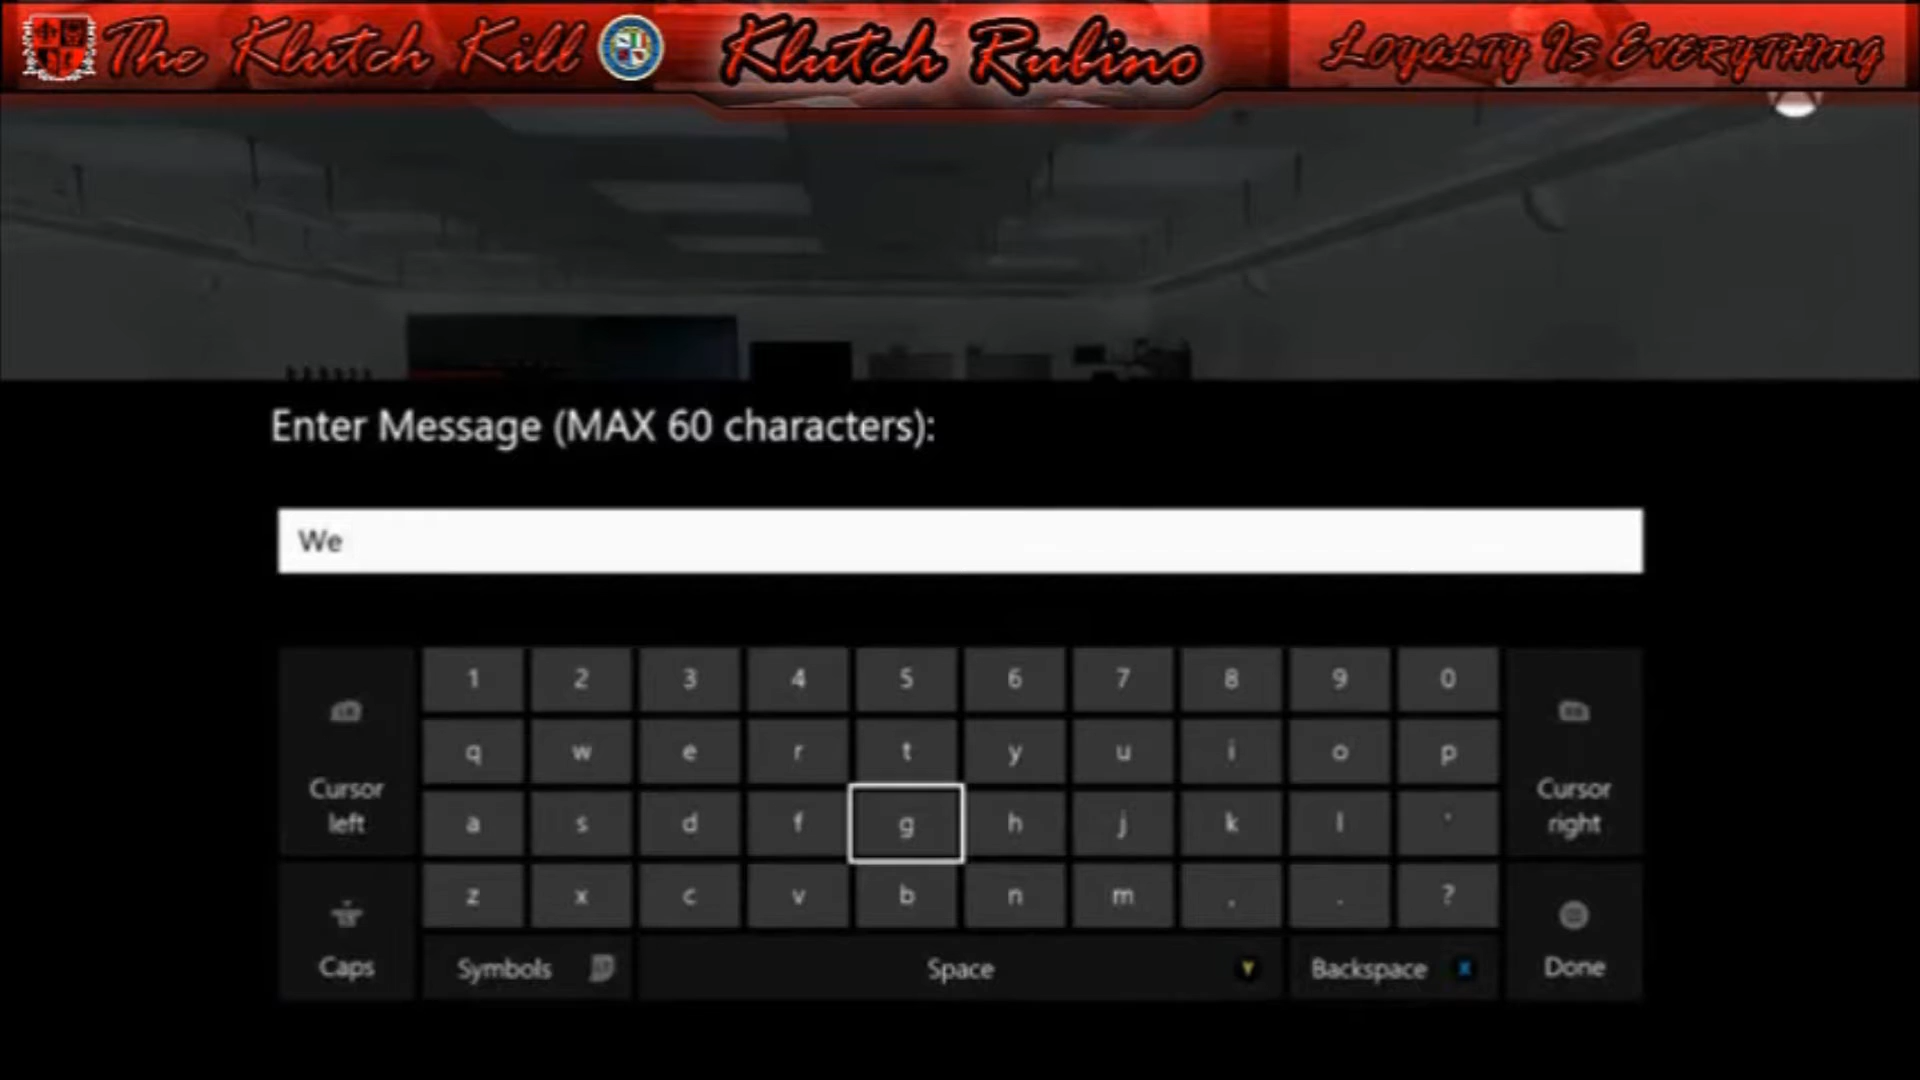 The Klutch Kill Klutch Rubino Loyalty Is Everything
Enter Message (MAX 60 characters):
We
1 2 3 4 5 6 7 8 9 0
q w e r t y u i o p
Cursor left a s d f g h j k l ' Cursor right
z x c v b n m , . ?
Caps Symbols Space Y Backspace X Done